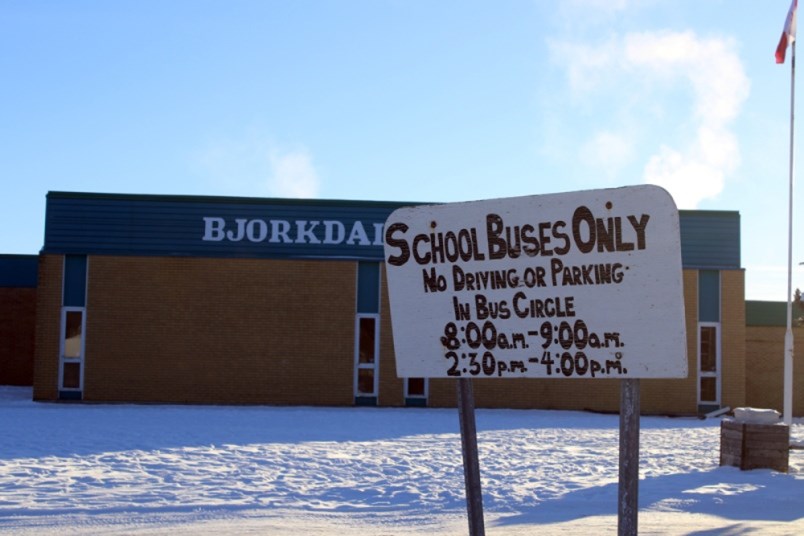 BJORKDAL
SCHOOL BUSES ONLY
NO DRIVING OR PARKING
IN BUS CIRCLE
8:00a.m.-9:00a.m.
2:30p.m.-4:00p.m.